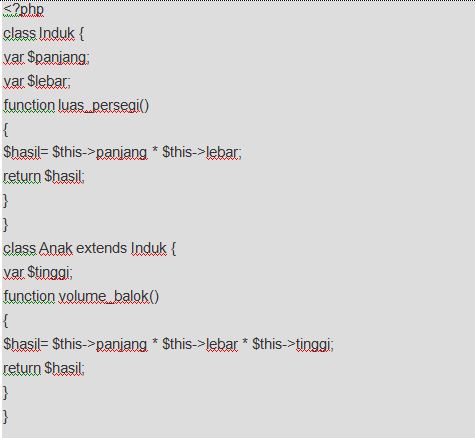 <?php
class Induk {
var $panjang;
var $lebar;
function luas_persegi()
{
$hasil= $this->panjang * $this->lebar;
return $hasil;
}
}
class Anak extends Induk {
var $tinggi;
function volume_balok()
{
$hasil= $this->panjang * $this->lebar * $this->tinggi;
return $hasil;
}
}